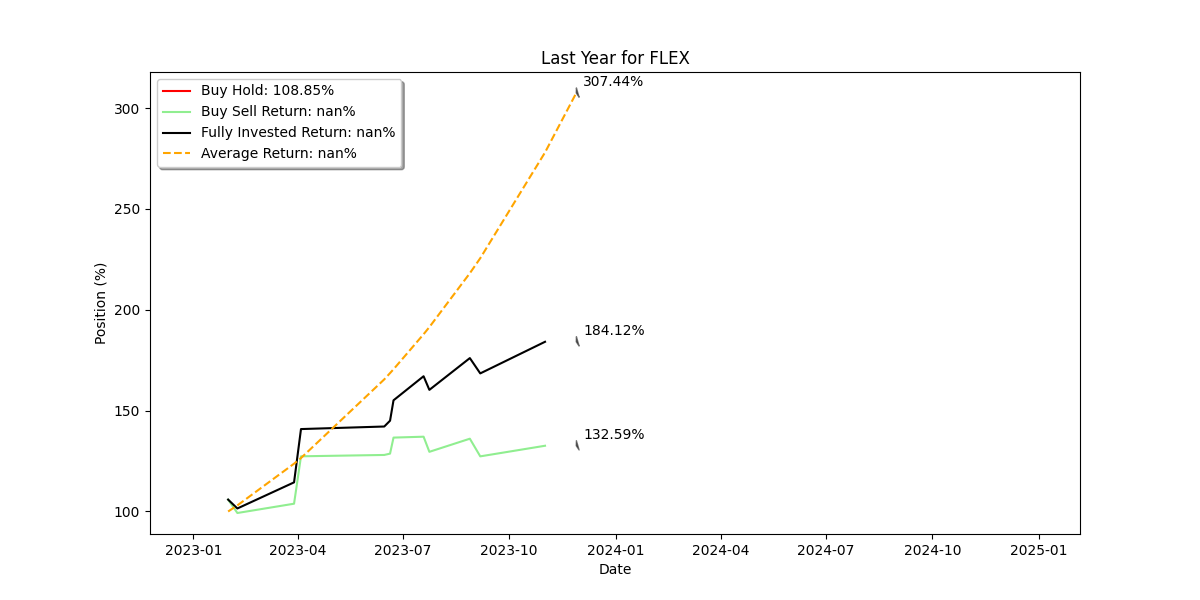 Last Year for FLEX
307.44%
Buy Hold: 108.85%
Buy Sell Return: nan%
Fully Invested Return: nan%
Average Return: nan%
300
250
200
150
100
Position (%)
184.12%
132.59%
2023-01
2023-04
2023-07
2023-10
2024-01
2024-04
2024-07
2024-10
2025-01
Date